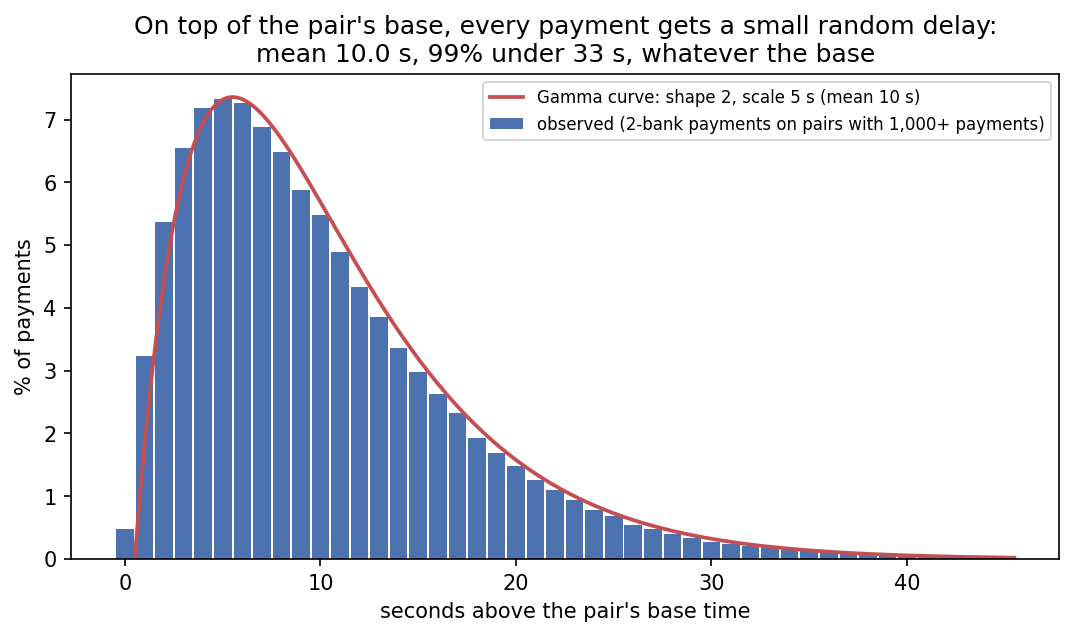 On top of the pair's base, every payment gets a small random delay:
mean 10.0 s, 99% under 33 s, whatever the base
Gamma curve: shape 2, scale 5 s (mean 10 s)
observed (2-bank payments on pairs with 1,000+ payments)
% of payments
7
6
5
4
3
2
1
0
0 10 20 30 40
seconds above the pair's base time